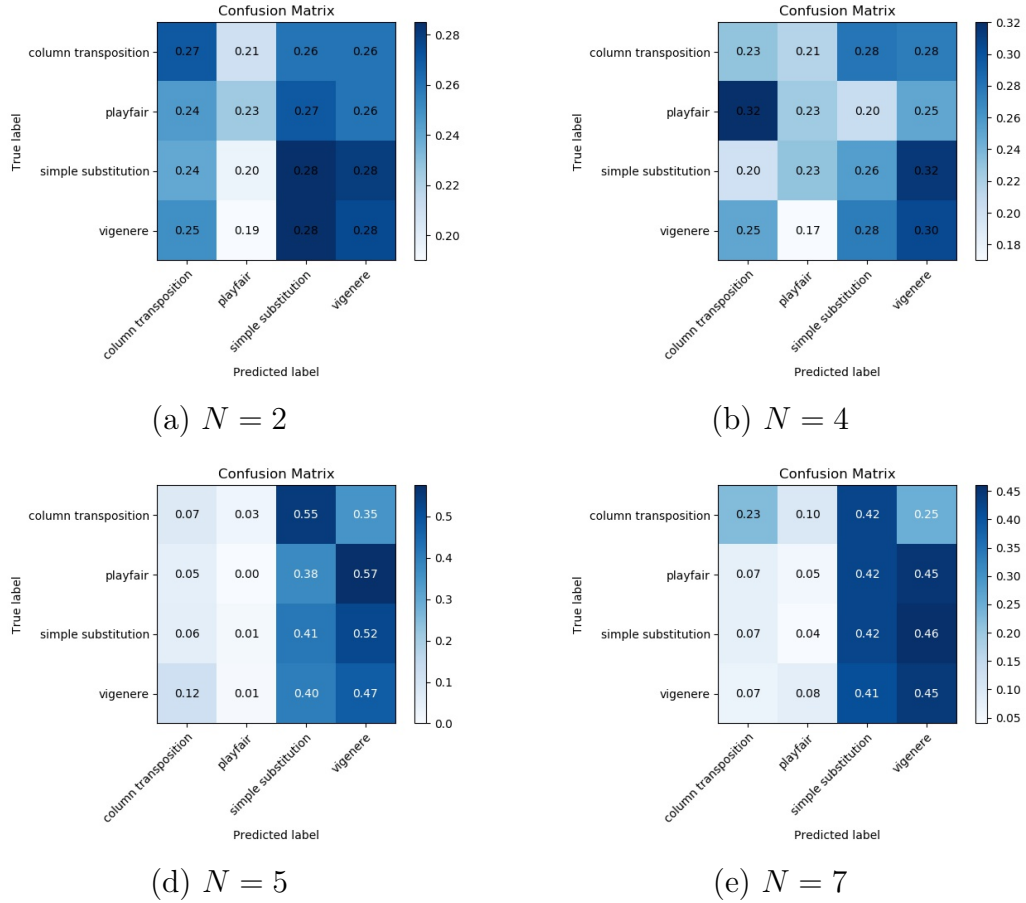 Confusion Matrix
column transposition 0.27 0.21 0.26 0.26
playfair 0.24 0.23 0.27 0.26
simple substitution 0.24 0.20 0.28 0.28
vigenere 0.25 0.19 0.28 0.28
True label
column transposition playfair simple substitution vigenere
Predicted label
0.28
0.26
0.24
0.22
0.20
(a) N = 2
Confusion Matrix
column transposition 0.23 0.21 0.28 0.28
playfair 0.32 0.23 0.20 0.25
simple substitution 0.20 0.23 0.26 0.32
vigenere 0.25 0.17 0.28 0.30
True label
column transposition playfair simple substitution vigenere
Predicted label
0.32
0.30
0.28
0.26
0.24
0.22
0.20
0.18
(b) N = 4
Confusion Matrix
column transposition 0.07 0.03 0.55 0.35
playfair 0.05 0.00 0.38 0.57
simple substitution 0.06 0.01 0.41 0.52
vigenere 0.12 0.01 0.40 0.47
True label
column transposition playfair simple substitution vigenere
Predicted label
0.5
0.4
0.3
0.2
0.1
0.0
(d) N = 5
Confusion Matrix
column transposition 0.23 0.10 0.42 0.25
playfair 0.07 0.05 0.42 0.45
simple substitution 0.07 0.04 0.42 0.46
vigenere 0.07 0.08 0.41 0.45
True label
column transposition playfair simple substitution vigenere
Predicted label
0.45
0.40
0.35
0.30
0.25
0.20
0.15
0.10
0.05
(e) N = 7